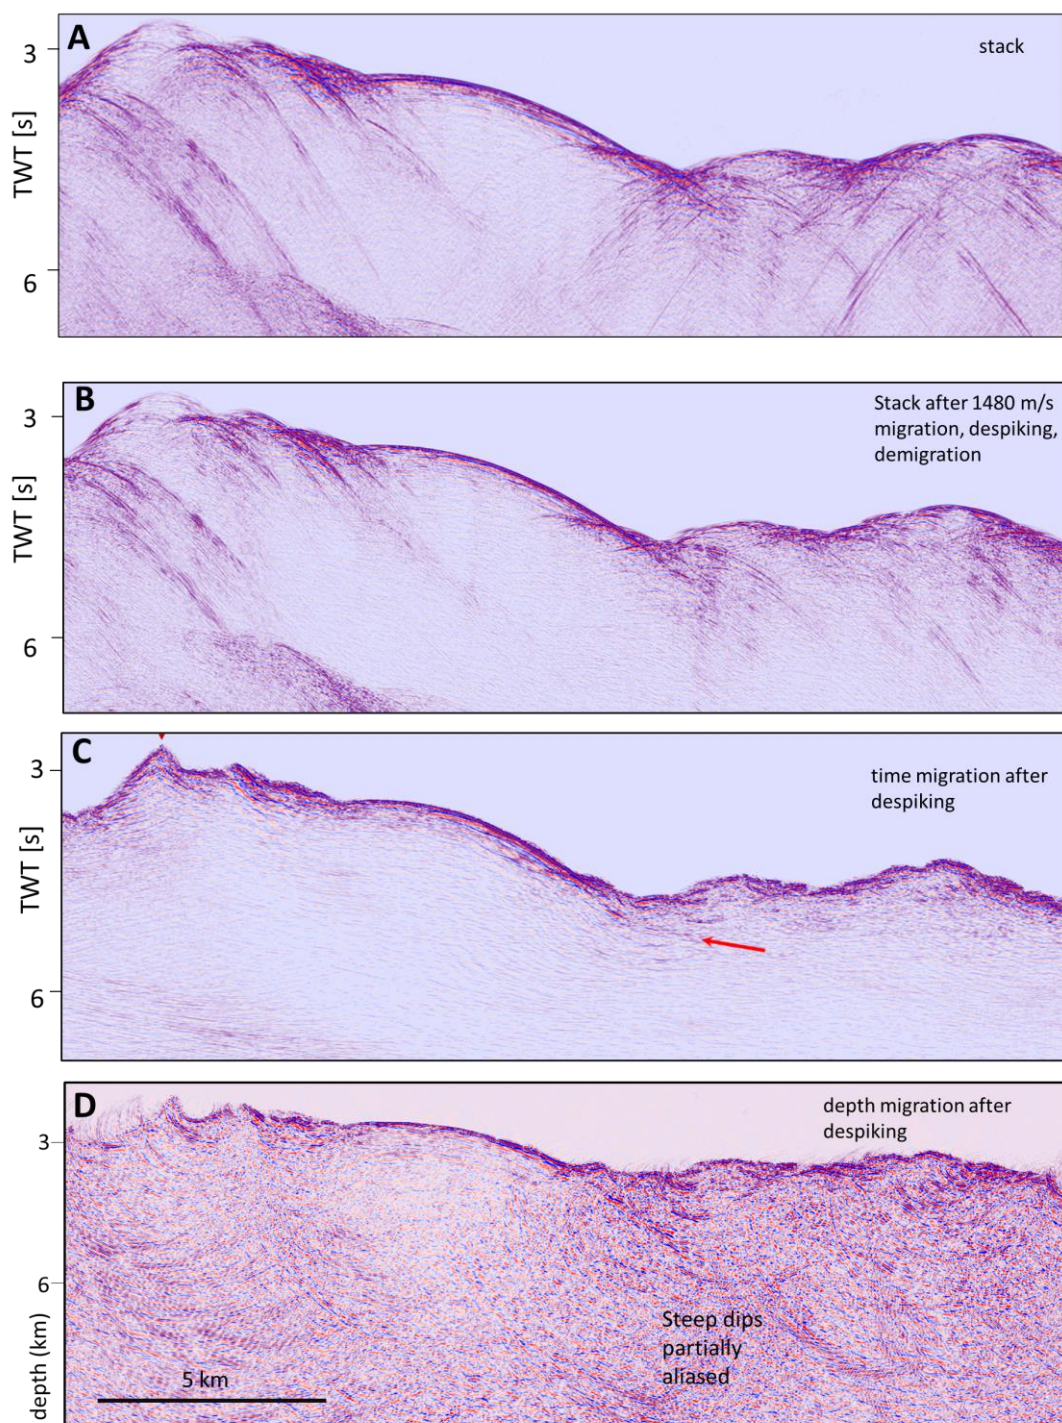 A
stack
3
TWT [s]
6
B
Stack after 1480 m/s
migration, despiking,
demigration
3
TWT [s]
6
C
time migration after
despiking
3
TWT [s]
6
D
depth migration after
despiking
3
6
depth (km)
Steep dips
partially
aliased
5 km